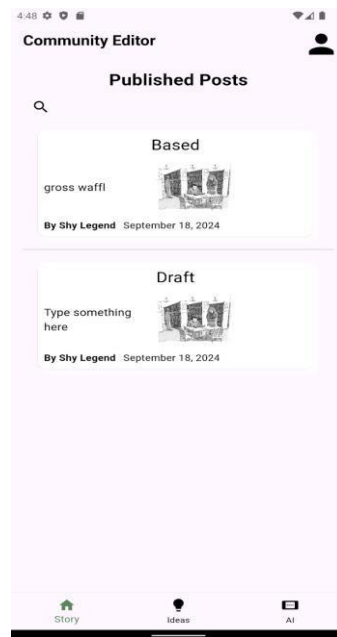 4:48
Community Editor
Published Posts
Based
gross waffl
By Shy Legend September 18, 2024
Draft
Type something
here
By Shy Legend September 18, 2024
Story Ideas AI